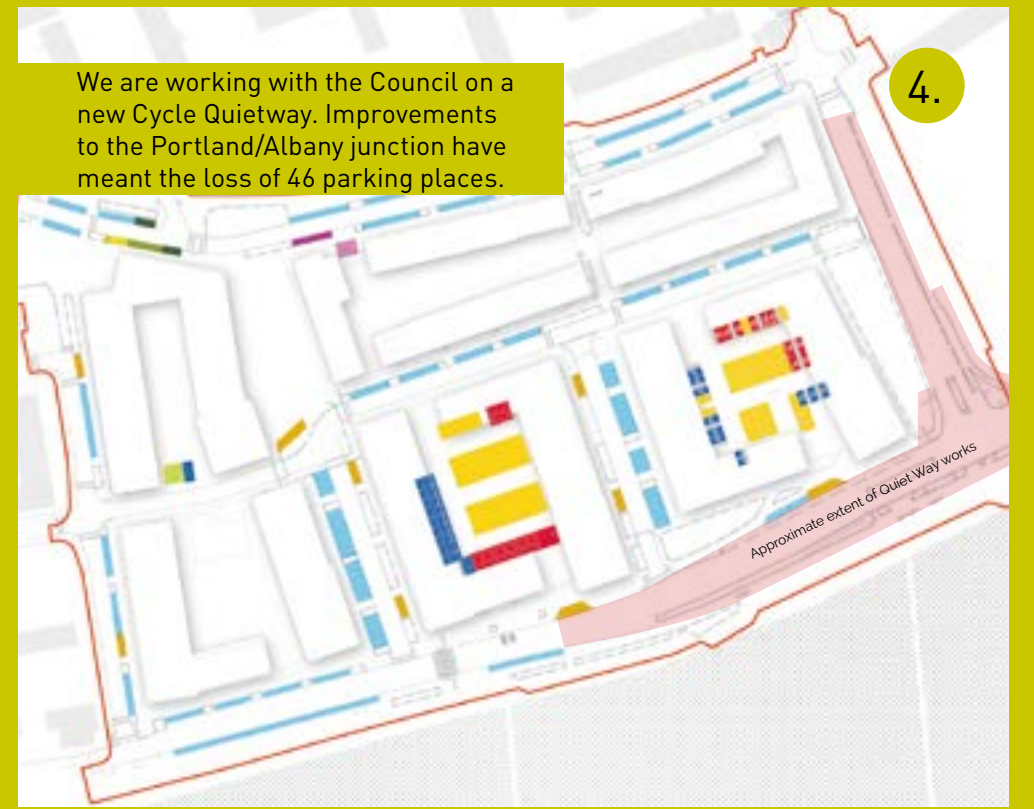 We are working with the Council on a
new Cycle Quietway. Improvements
to the Portland/Albany junction have
meant the loss of 46 parking places.
4.
Approximate extent of Quiet Way works